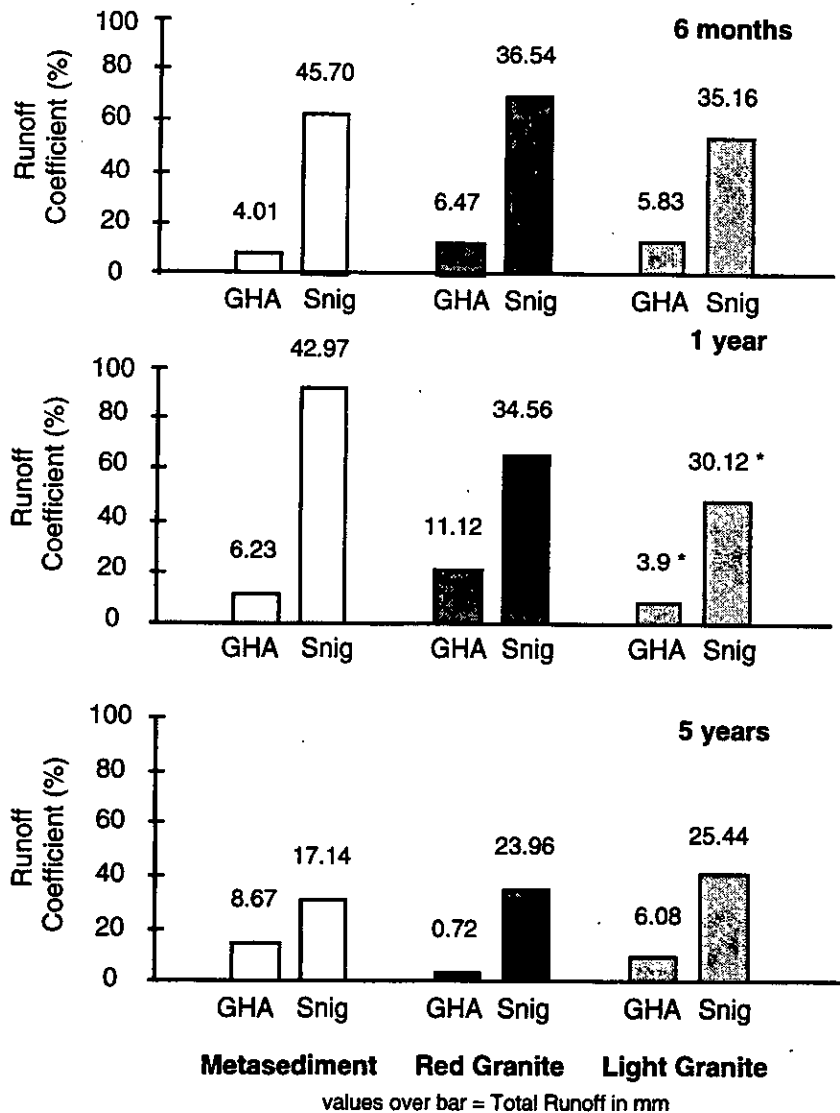 6 months
Runoff
Coefficient (%)
100
80
60
40
20
0
4.01
45.70
6.47
36.54
5.83
35.16
GHA Snig GHA Snig GHA Snig
1 year
Runoff
Coefficient (%)
100
80
60
40
20
0
6.23
42.97
11.12
34.56
3.9 *
30.12 *
GHA Snig GHA Snig GHA Snig
5 years
Runoff
Coefficient (%)
100
80
60
40
20
0
8.67
17.14
0.72
23.96
6.08
25.44
GHA Snig GHA Snig GHA Snig
Metasediment Red Granite Light Granite
values over bar = Total Runoff in mm